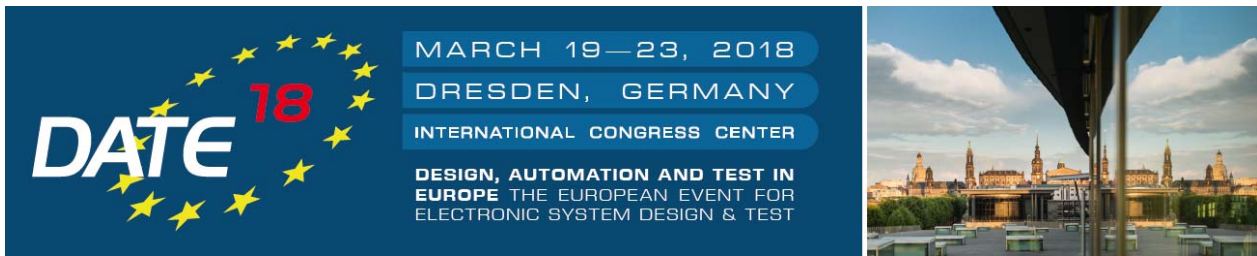 DATE 18
MARCH 19—23, 2018
DRESDEN, GERMANY
INTERNATIONAL CONGRESS CENTER
DESIGN, AUTOMATION AND TEST IN
EUROPE THE EUROPEAN EVENT FOR
ELECTRONIC SYSTEM DESIGN & TEST